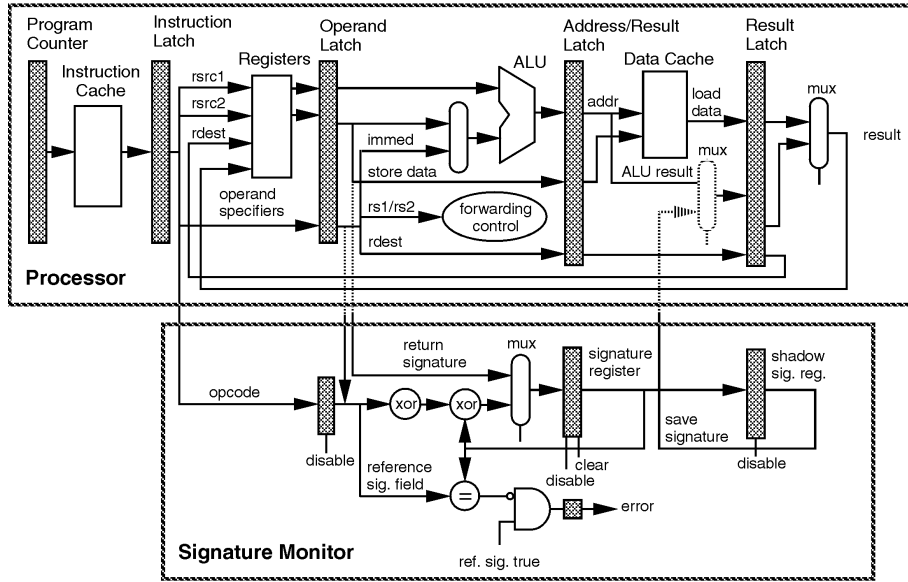 Program
Counter
Instruction
Latch
Operand
Latch
Address/Result
Latch
Result
Latch
Instruction
Cache
Registers
ALU
Data Cache
mux
rsrc1
rsrc2
rdest
immed
store data
operand
specifiers
rs1/rs2
rdest
forwarding
control
addr
load
data
mux
ALU result
result
Processor
return
signature
mux
signature
register
shadow
sig. reg.
opcode
xor
xor
save
signature
disable
reference
sig. field
=
clear
disable
disable
error
ref. sig. true
Signature Monitor